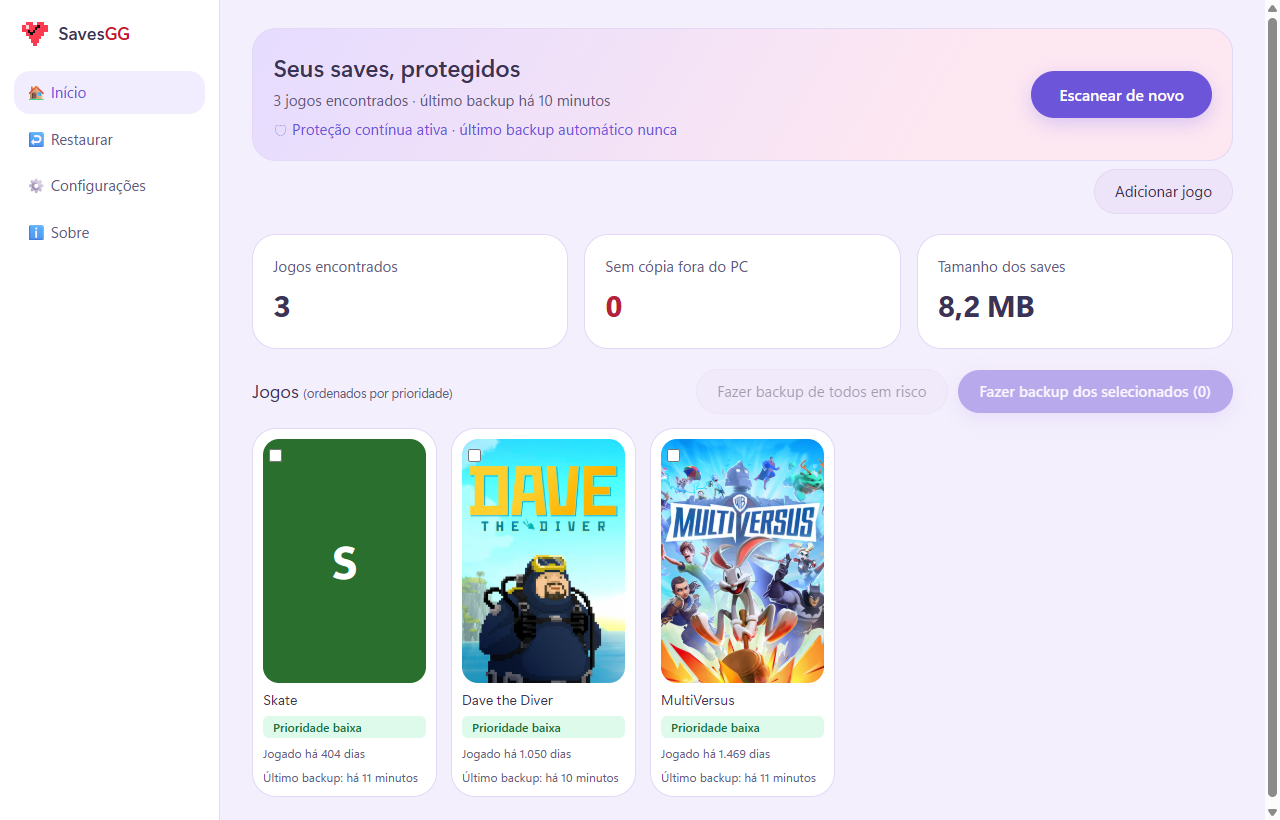 SavesGG
Início
Restaurar
Configurações
Sobre
Seus saves, protegidos
3 jogos encontrados · último backup há 10 minutos
Proteção contínua ativa · último backup automático nunca
Escanear de novo
Adicionar jogo
Jogos encontrados
3
Sem cópia fora do PC
0
Tamanho dos saves
8,2 MB
Jogos (ordenados por prioridade)
Fazer backup de todos em risco
Fazer backup dos selecionados (0)
S
Skate
Prioridade baixa
Jogado há 404 dias
Último backup: há 11 minutos
DAVE
THE DIVER
Dave the Diver
Prioridade baixa
Jogado há 1.050 dias
Último backup: há 10 minutos
WB
MULTIVERSUS
MultiVersus
Prioridade baixa
Jogado há 1.469 dias
Último backup: há 11 minutos